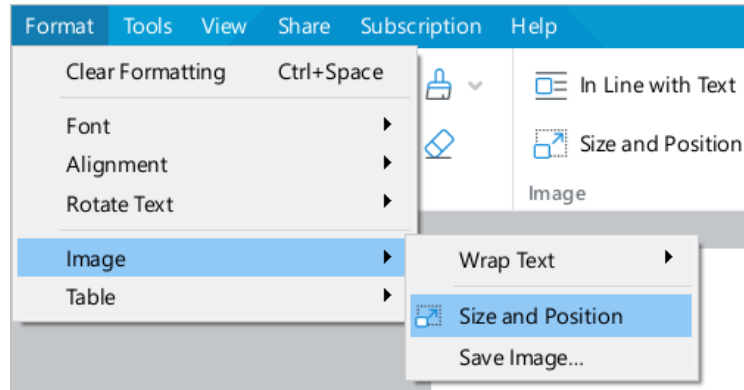 Format Tools View Share Subscription Help
Clear Formatting Ctrl+Space
In Line with Text
Font
Size and Position
Alignment
Rotate Text
Image
Image
Wrap Text
Table
Size and Position
Save Image...